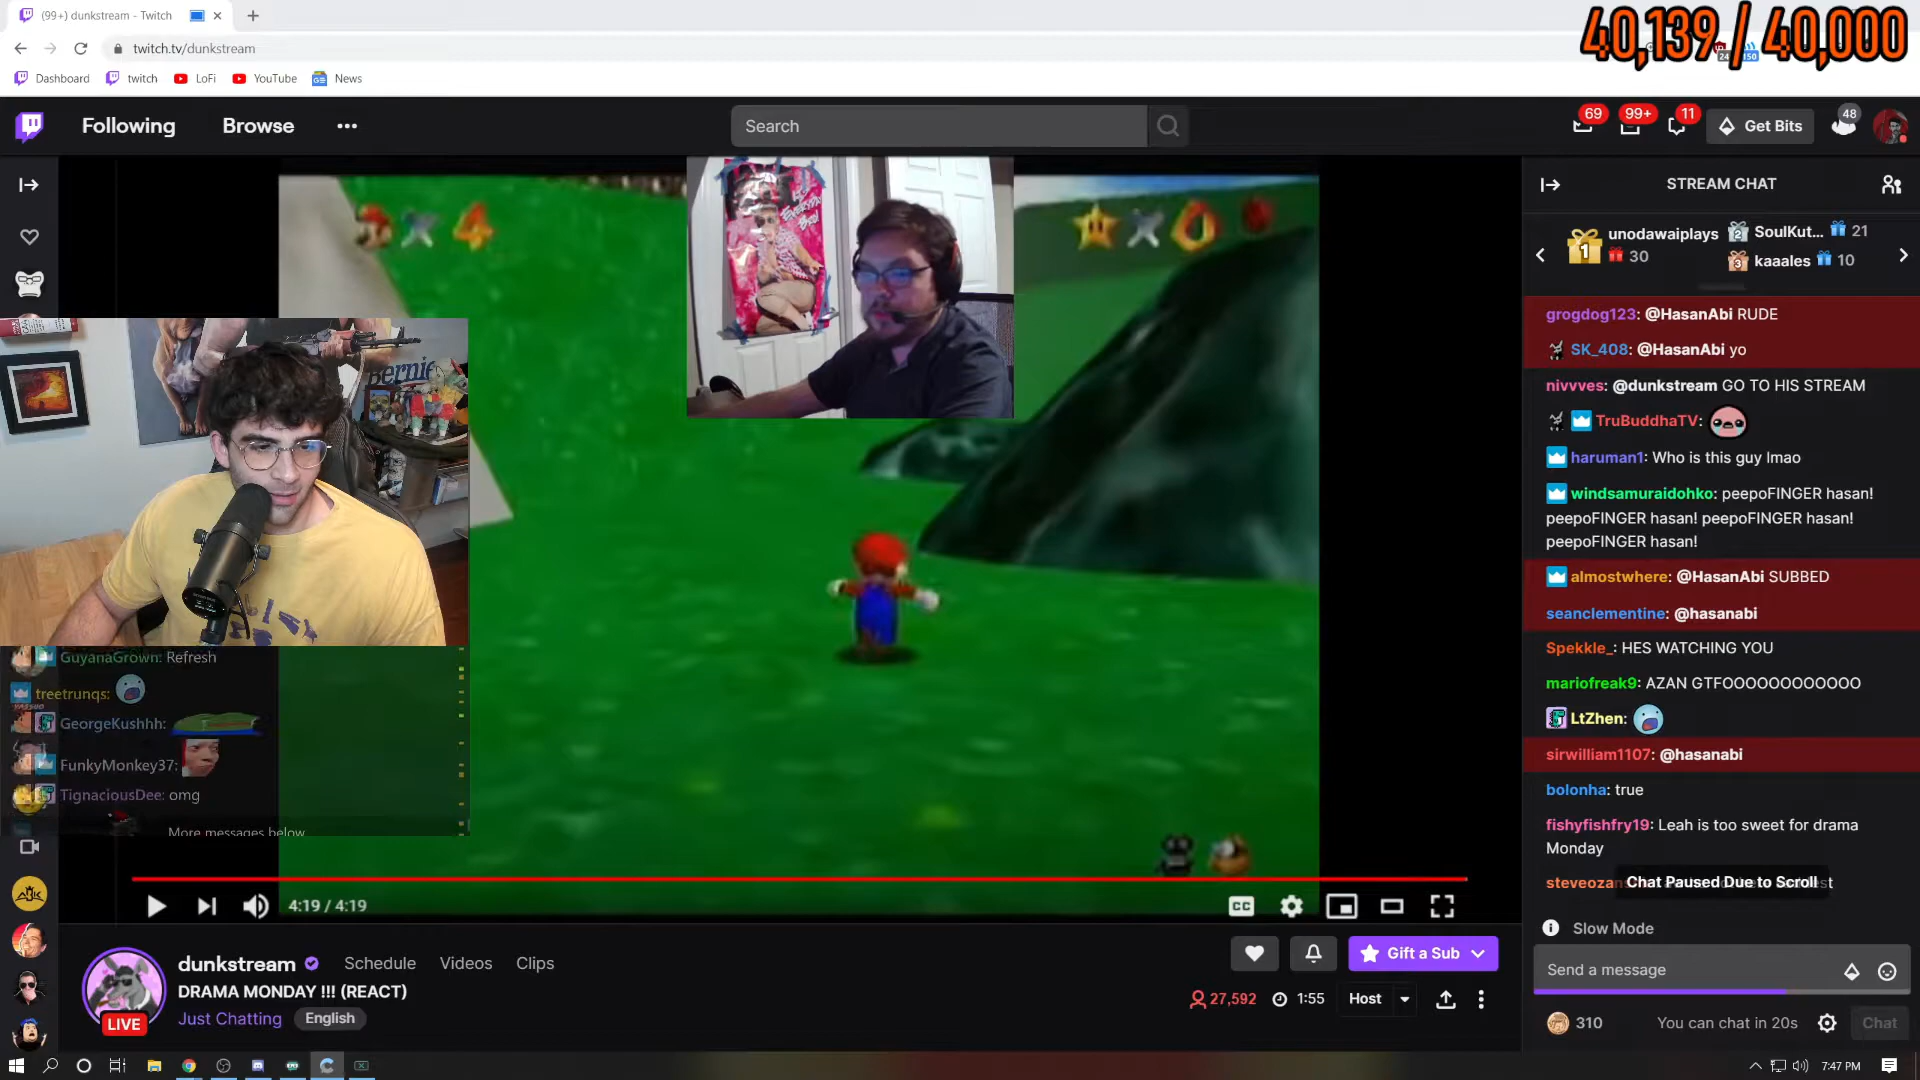 (99+) dunkstream - Twitch
40,139 / 40,000
twitch.tv/dunkstream
Dashboard twitch LoFi YouTube News
Following Browse Search 69 99+ 11 Get Bits 48
STREAM CHAT
unodawaiplays 30
SoulKut... 21
kaaales 10
4
0
Bernie
grogdog123: @HasanAbi RUDE
SK_408: @HasanAbi yo
nivvves: @dunkstream GO TO HIS STREAM
TruBuddhaTV:
haruman1: Who is this guy lmao
windsamuraidohko: peepoFINGER hasan!
peepoFINGER hasan! peepoFINGER hasan!
peepoFINGER hasan!
almostwhere: @HasanAbi SUBBED
seanclementine: @hasanabi
Spekkle_: HES WATCHING YOU
mariofreak9: AZAN GTFOOOOOOOOOOOO
LtZhen:
sirwilliam1107: @hasanabi
bolonha: true
fishyfishfry19: Leah is too sweet for drama
Monday
Chat Paused Due to Scroll
Slow Mode
Send a message
310 You can chat in 20s Chat
GuyanaGrown: Refresh
treetrunqs:
GeorgeKushhh:
FunkyMonkey37:
TignaciousDee: omg
More messages below
4:19 / 4:19
CC
dunkstream Schedule Videos Clips
Gift a Sub
DRAMA MONDAY !!! (REACT)
27,592 1:55 Host
LIVE
Just Chatting English
7:47 PM